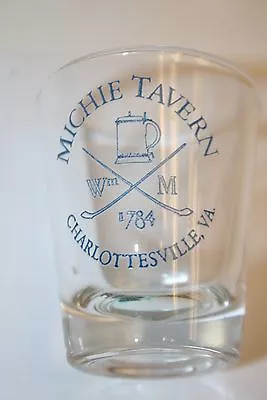 MICHIE TAVERN
Wm M
1784
CHARLOTTESVILLE, VA.